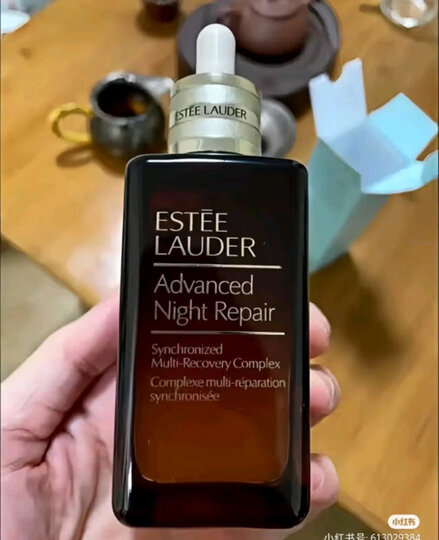 ESTĒE LAUDER
ESTĒE
LAUDER
Advanced
Night Repair
Synchronized
Multi-Recovery Complex
Complexe multi-réparation
synchronisée
小红书
小红书号: 613029384